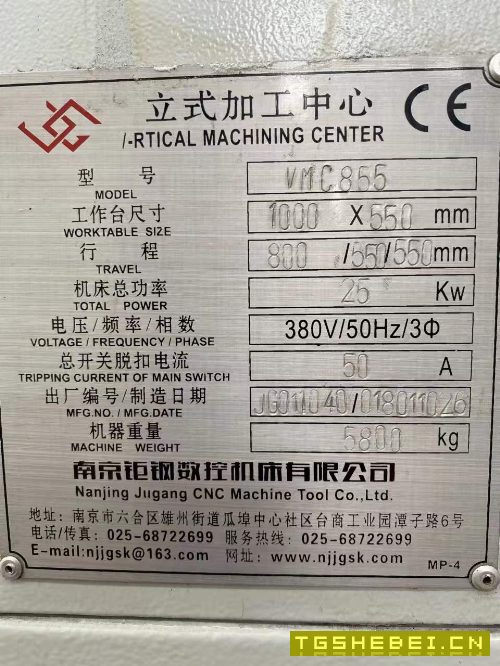 立式加工中心
/-RTICAL MACHINING CENTER
CE
型 号 VMC855
MODEL
工作台尺寸 1000 X 550 mm
WORKTABLE SIZE
行 程 800 /550/550mm
TRAVEL
机床总功率 25 Kw
TOTAL POWER
电压/频率/相数 380V/50Hz/3Φ
VOLTAGE / FREQUENCY / PHASE
总开关脱扣电流 50 A
TRIPPING CURRENT OF MAIN SWITCH
出厂编号/制造日期
MFG.NO. / MFG.DATE
机器重量 5800 kg
MACHINE WEIGHT
南京钜钢数控机床有限公司
Nanjing Jugang CNC Machine Tool Co.,Ltd.
地址: 南京市六合区雄州街道瓜埠中心社区台商工业园潭子路6号
电话/传真: 025-68722699 服务热线: 025-68722699
E-mail:njjgsk@163.com 网址: www.njjgsk.com MP-4
TGSHEBEI.CN